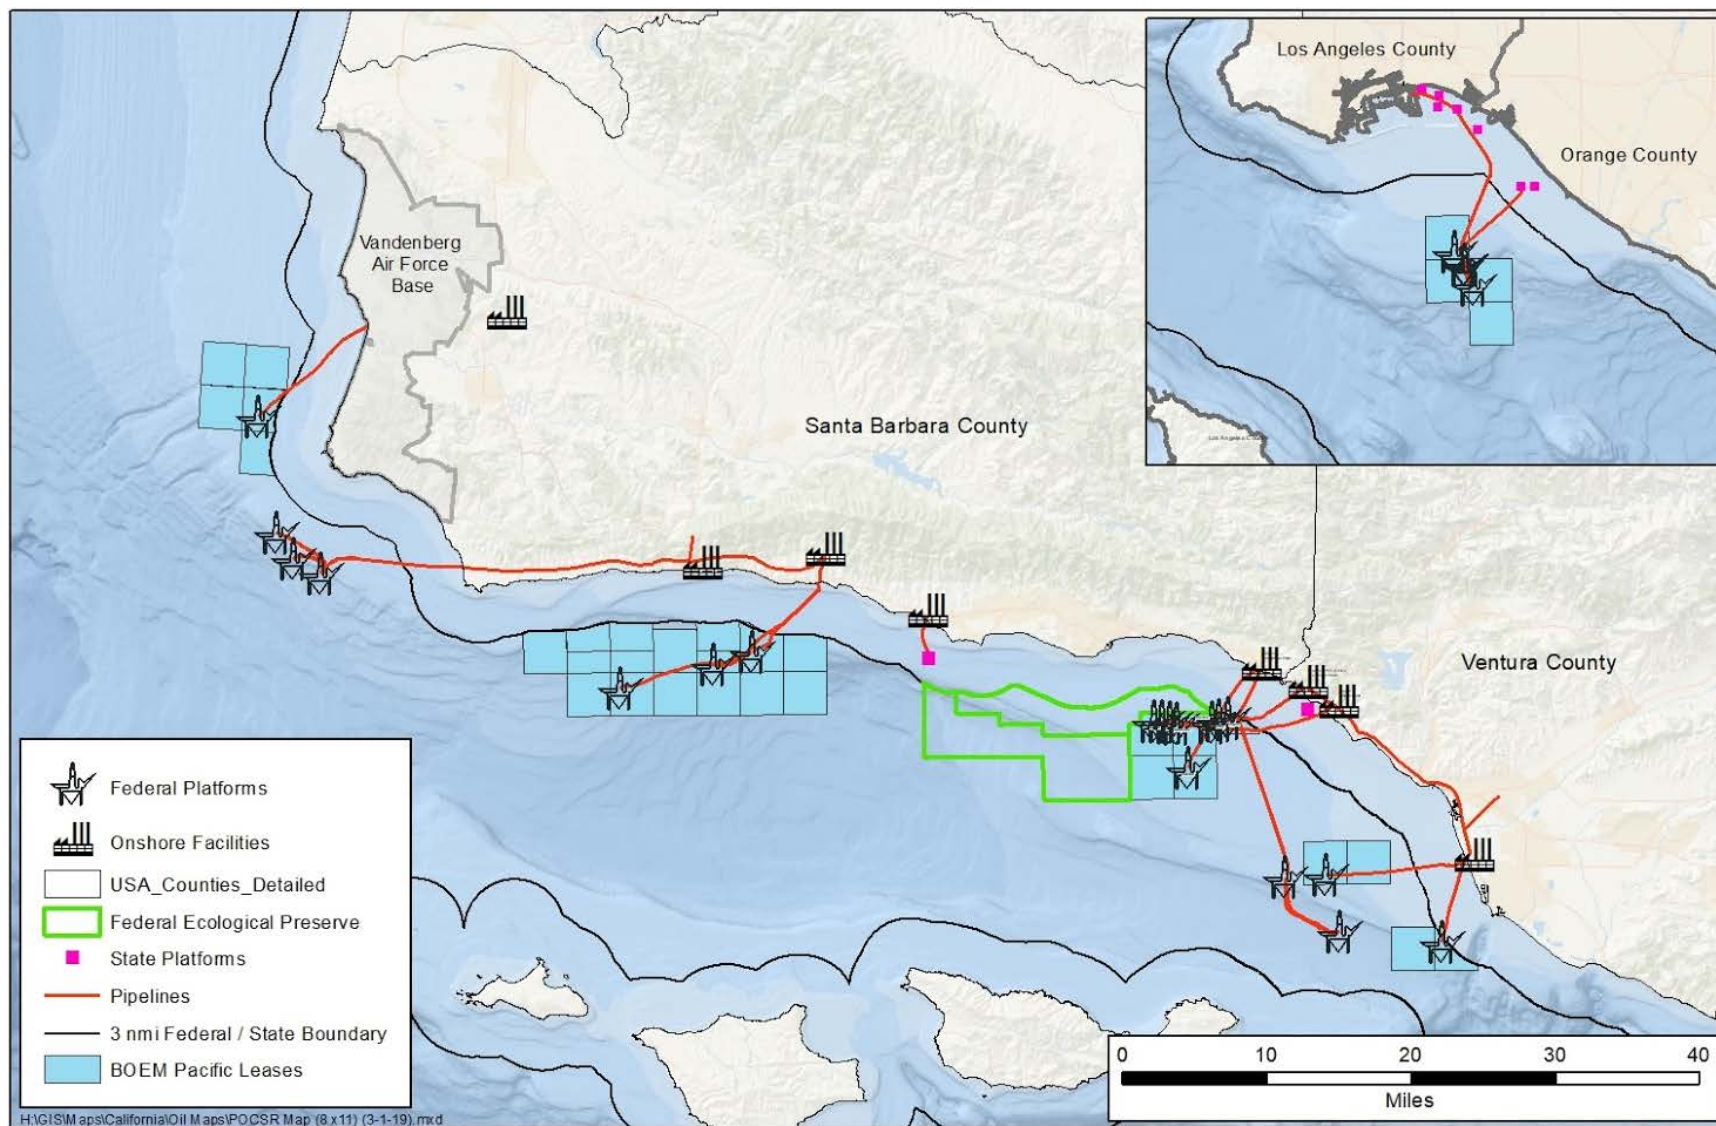 Los Angeles County
Orange County
Vandenberg
Air Force
Base
Santa Barbara County
Ventura County
Federal Platforms
Onshore Facilities
USA_Counties_Detailed
Federal Ecological Preserve
State Platforms
Pipelines
3 nmi Federal / State Boundary
BOEM Pacific Leases
0 10 20 30 40
Miles
H:\GIS\Maps\California\Oil Maps\POCSR Map (8 x 11) (3-1-19).mxd